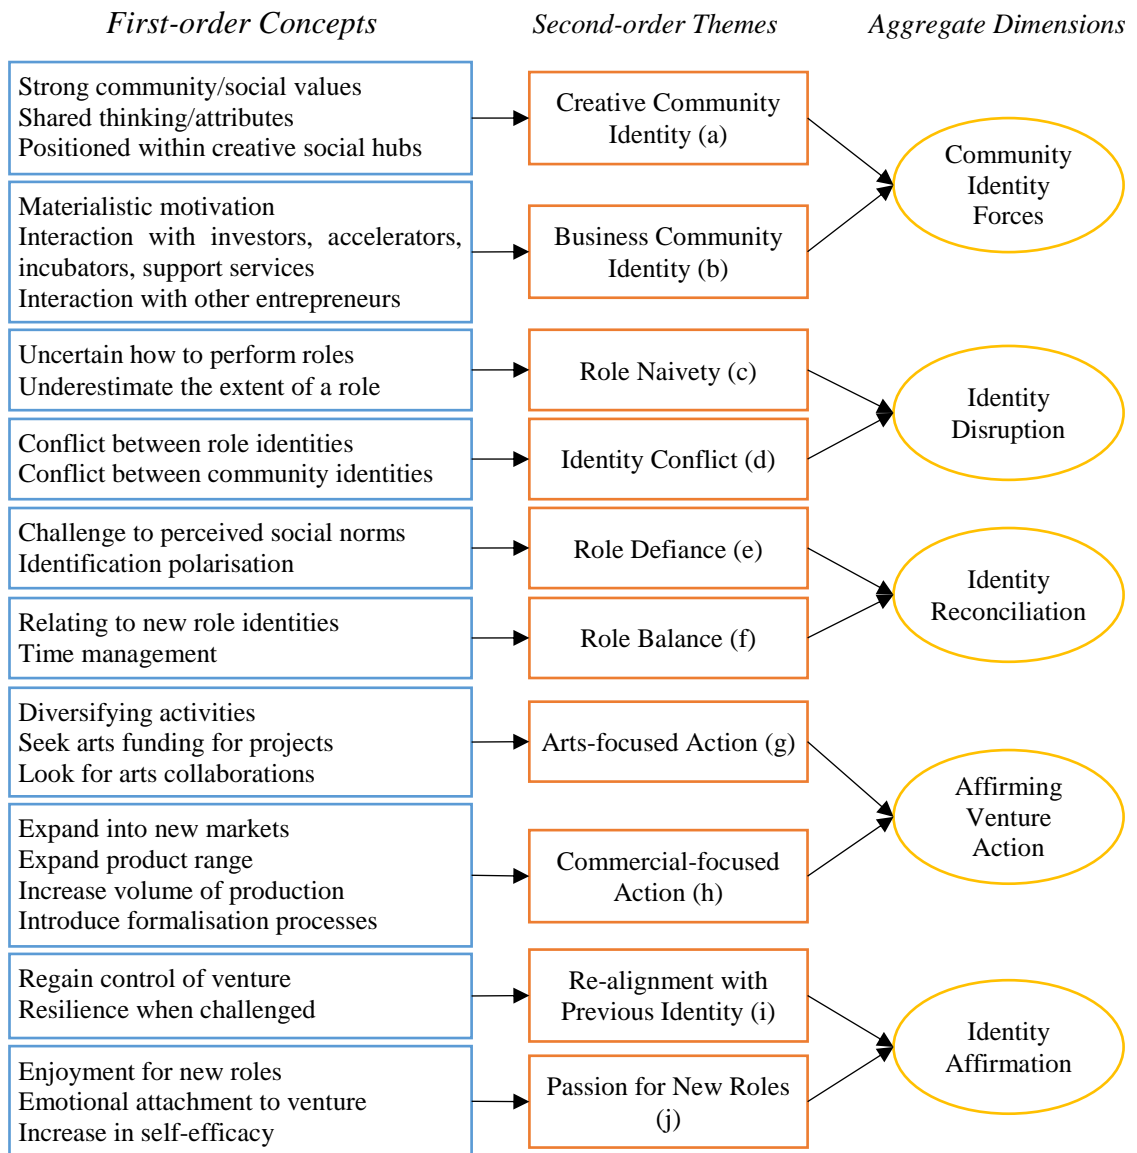 First-order Concepts
Second-order Themes
Aggregate Dimensions
Strong community/social values
Shared thinking/attributes
Positioned within creative social hubs
Creative Community
Identity (a)
Community
Identity
Forces
Materialistic motivation
Interaction with investors, accelerators,
incubators, support services
Interaction with other entrepreneurs
Business Community
Identity (b)
Uncertain how to perform roles
Underestimate the extent of a role
Role Naivety (c)
Identity
Disruption
Conflict between role identities
Conflict between community identities
Identity Conflict (d)
Challenge to perceived social norms
Identification polarisation
Role Defiance (e)
Identity
Reconciliation
Relating to new role identities
Time management
Role Balance (f)
Diversifying activities
Seek arts funding for projects
Look for arts collaborations
Arts-focused Action (g)
Affirming
Venture
Action
Expand into new markets
Expand product range
Increase volume of production
Introduce formalisation processes
Commercial-focused
Action (h)
Regain control of venture
Resilience when challenged
Re-alignment with
Previous Identity (i)
Identity
Affirmation
Enjoyment for new roles
Emotional attachment to venture
Increase in self-efficacy
Passion for New Roles
(j)